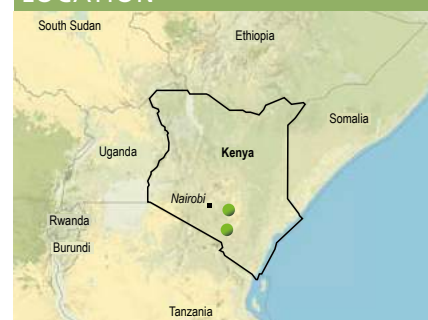 LOCATION
South Sudan
Ethiopia
Somalia
Uganda
Kenya
Nairobi
Rwanda
Burundi
Tanzania